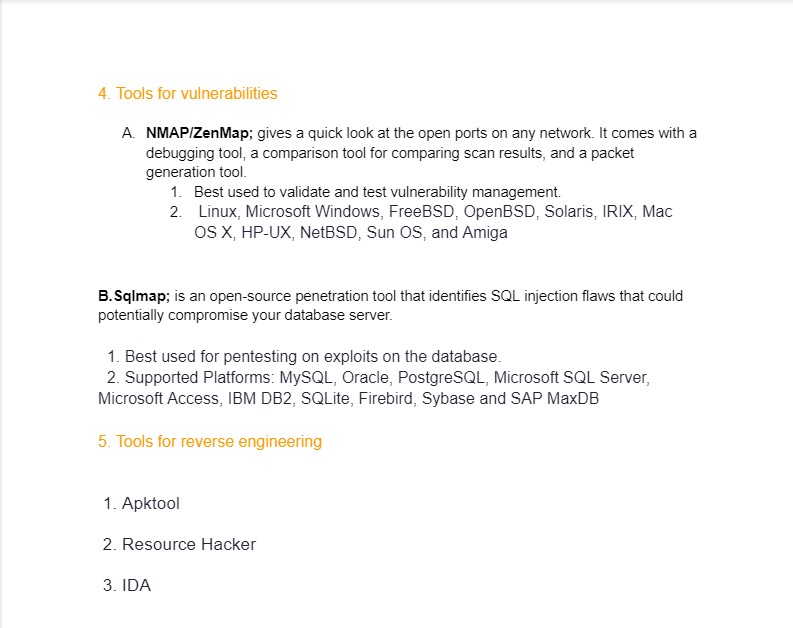 4. Tools for vulnerabilities
A. NMAP/ZenMap; gives a quick look at the open ports on any network. It comes with a
debugging tool, a comparison tool for comparing scan results, and a packet
generation tool.
1. Best used to validate and test vulnerability management.
2. Linux, Microsoft Windows, FreeBSD, OpenBSD, Solaris, IRIX, Mac
OS X, HP-UX, NetBSD, Sun OS, and Amiga
B.Sqlmap; is an open-source penetration tool that identifies SQL injection flaws that could
potentially compromise your database server.
1. Best used for pentesting on exploits on the database.
2. Supported Platforms: MySQL, Oracle, PostgreSQL, Microsoft SQL Server,
Microsoft Access, IBM DB2, SQLite, Firebird, Sybase and SAP MaxDB
5. Tools for reverse engineering
1. Apktool
2. Resource Hacker
3. IDA